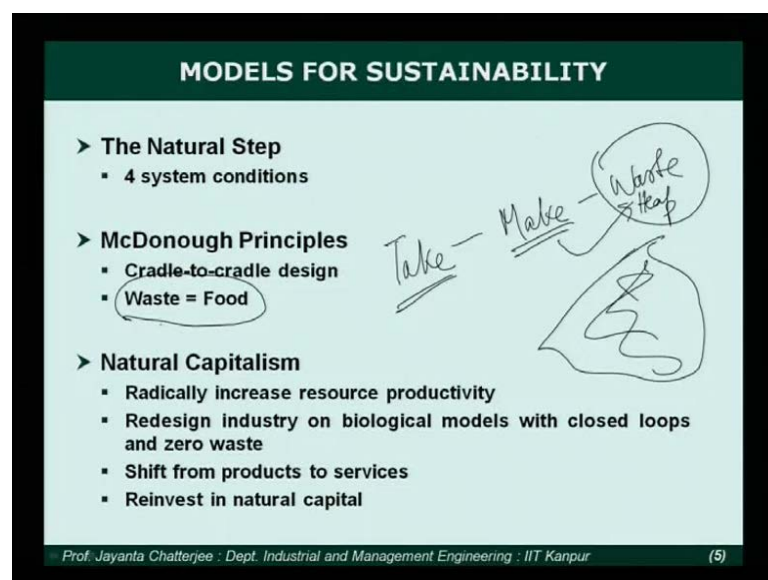 MODELS FOR SUSTAINABILITY
➤ The Natural Step
▪ 4 system conditions
➤ McDonough Principles
▪ Cradle-to-cradle design
▪ Waste = Food
Take – Make – Waste
Heap
➤ Natural Capitalism
▪ Radically increase resource productivity
▪ Redesign industry on biological models with closed loops
and zero waste
▪ Shift from products to services
▪ Reinvest in natural capital
Prof. Jayanta Chatterjee : Dept. Industrial and Management Engineering : IIT Kanpur (5)